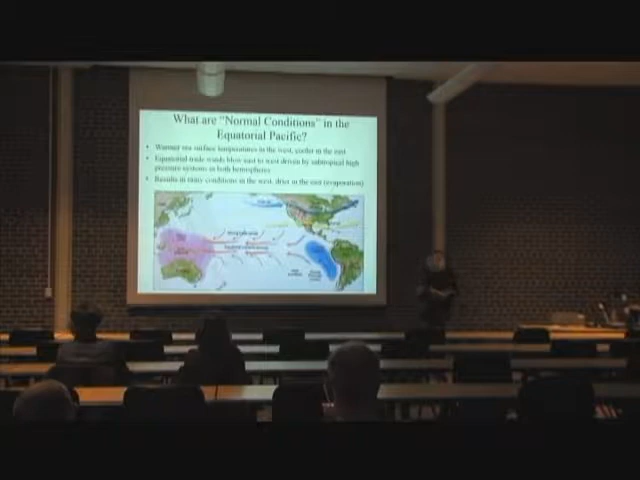 What are "Normal Conditions" in the
Equatorial Pacific?
• Warmer sea surface temperatures in the west, cooler in the east
• Equatorial trade winds blow east to west driven by subtropical high
pressure systems in both hemispheres
• Results in rainy conditions in the west, drier in the east (evaporation)